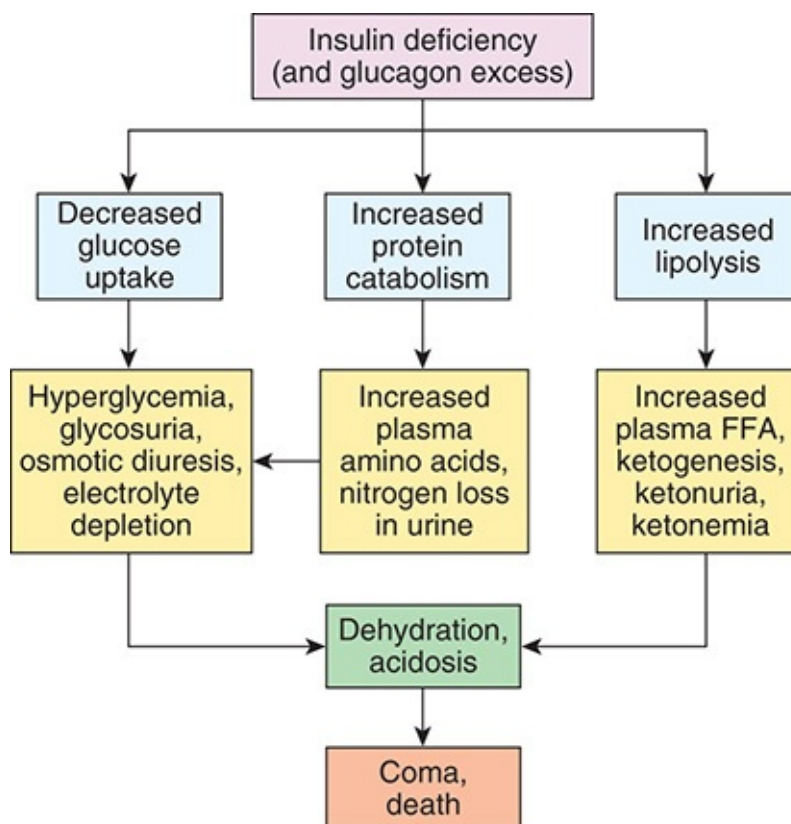 Insulin deficiency
(and glucagon excess)
Decreased
glucose
uptake
Increased
protein
catabolism
Increased
lipolysis
Hyperglycemia,
glycosuria,
osmotic diuresis,
electrolyte
depletion
Increased
plasma
amino acids,
nitrogen loss
in urine
Increased
plasma FFA,
ketogenesis,
ketonuria,
ketonemia
Dehydration,
acidosis
Coma,
death